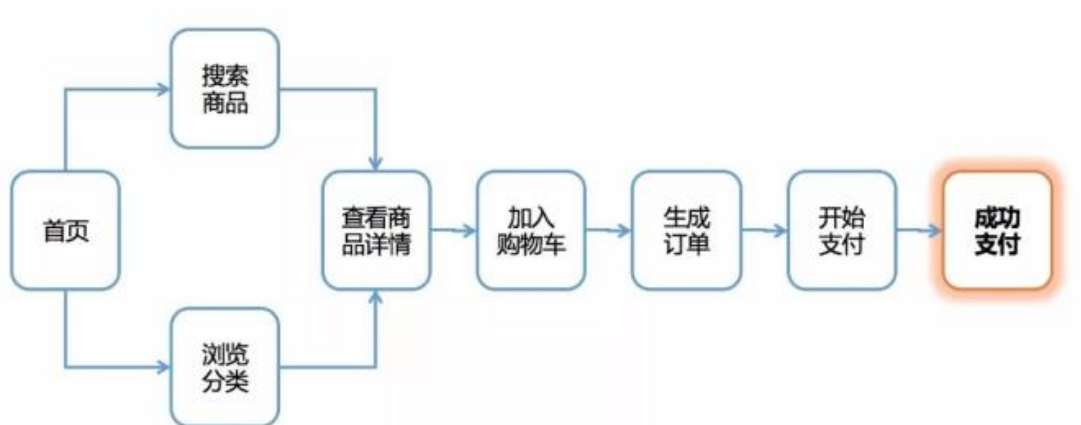 搜索
商品
首页
查看商
品详情
加入
购物车
生成
订单
开始
支付
成功
支付
浏览
分类